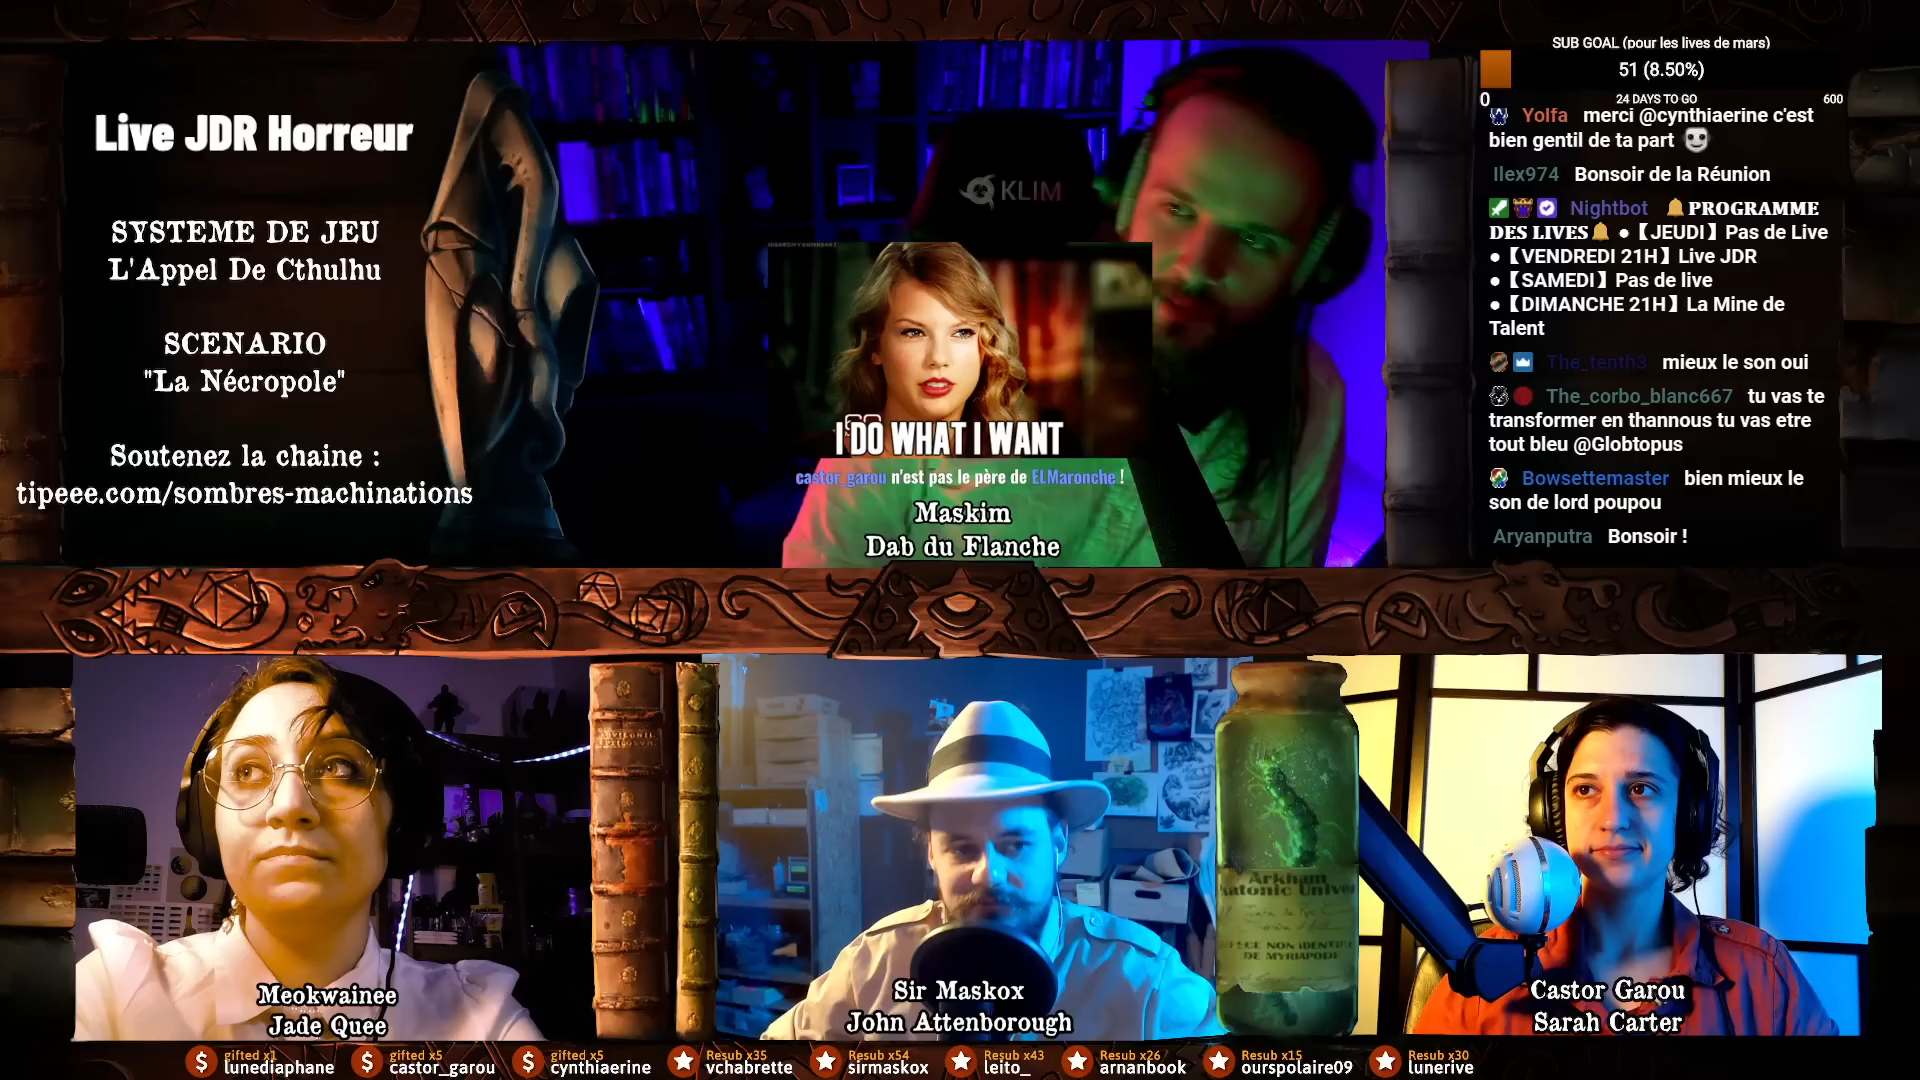 Live JDR Horreur
SYSTEME DE JEU
L'Appel De Cthulhu
SCENARIO
"La Nécropole"
Soutenez la chaine :
tipeee.com/sombres-machinations
KLIM
I DO WHAT I WANT
castor_garou n'est pas le père de ELMaronche !
Maskim
Dab du Flanche
SUB GOAL (pour les lives de mars)
51 (8.50%)
0 24 DAYS TO GO 600
Yolfa merci @cynthiaerine c'est
bien gentil de ta part
Ilex974 Bonsoir de la Réunion
Nightbot 🔔 PROGRAMME
DES LIVES 🔔 ●【JEUDI】Pas de Live
●【VENDREDI 21H】Live JDR
●【SAMEDI】Pas de live
●【DIMANCHE 21H】La Mine de
Talent
The_tenth3 mieux le son oui
The_corbo_blanc667 tu vas te
transformer en thannous tu vas etre
tout bleu @Globtopus
Bowsettemaster bien mieux le
son de lord poupou
Aryanputra Bonsoir !
Meokwainee
Jade Quee
Sir Maskox
John Attenborough
Arkham
DE MYRIAPODE
Castor Garou
Sarah Carter
gifted x1
lunediaphane
gifted x5
castor_garou
gifted x5
cynthiaerine
Resub x35
vchabrette
Resub x54
sirmaskox
Resub x43
leito_
Resub x26
arnanbook
Resub x15
ourspolaire09
Resub x30
lunerive